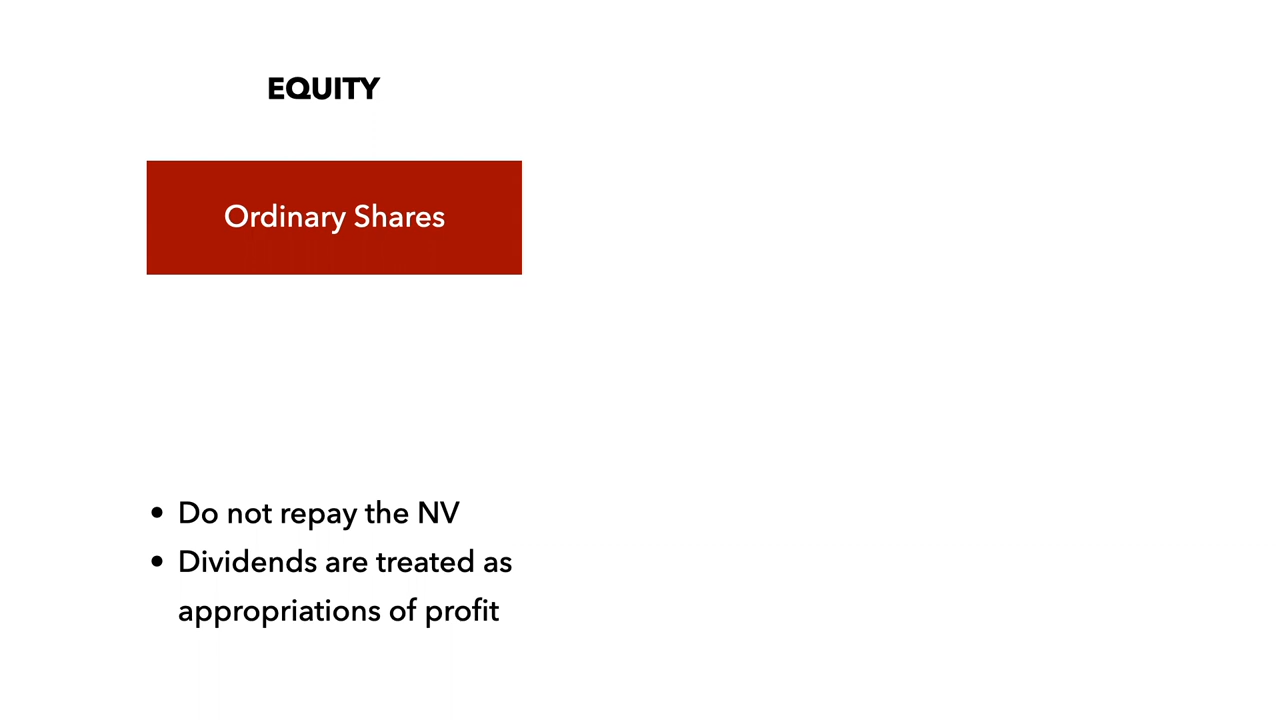 EQUITY
Ordinary Shares
• Do not repay the NV
• Dividends are treated as
appropriations of profit